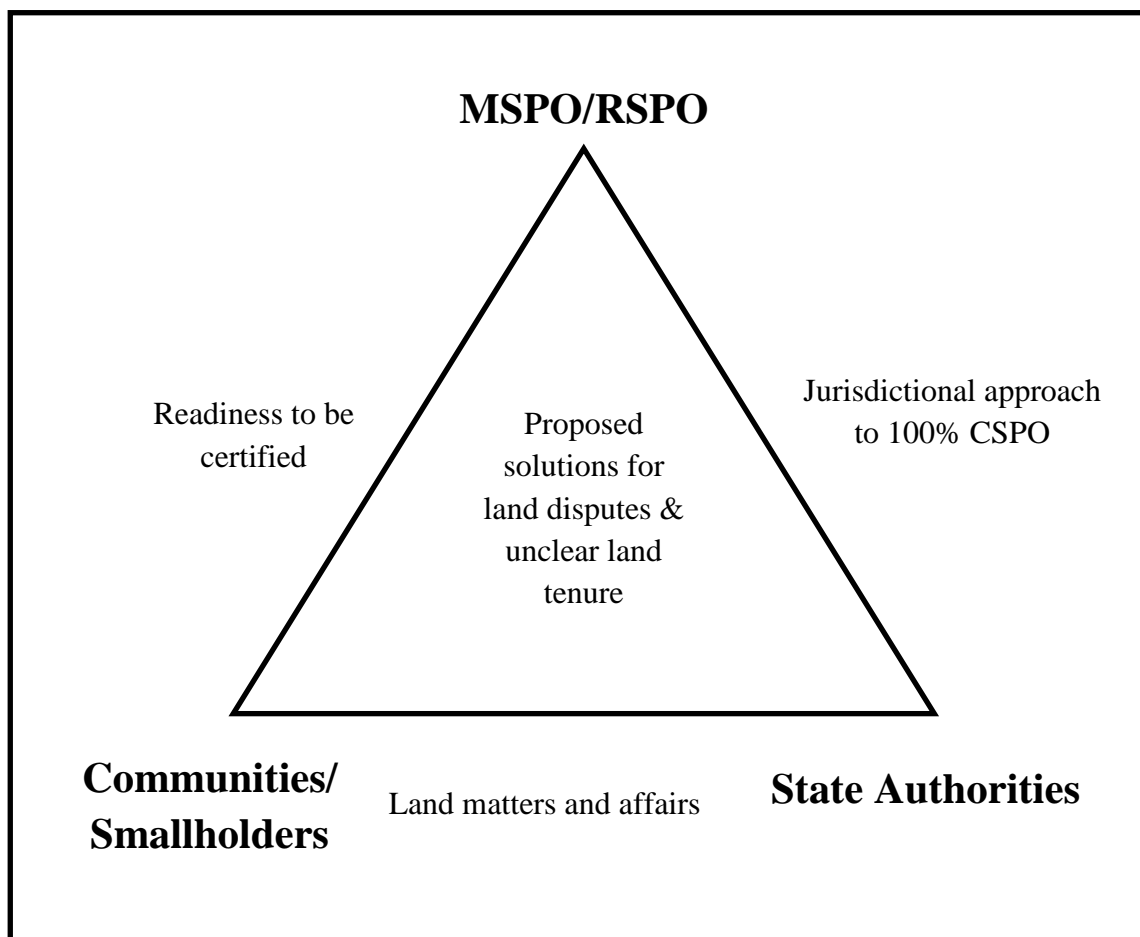 MSPO/RSPO
Readiness to be
certified
Proposed
solutions for
land disputes &
unclear land
tenure
Jurisdictional approach
to 100% CSPO
Communities/
Smallholders
Land matters and affairs
State Authorities